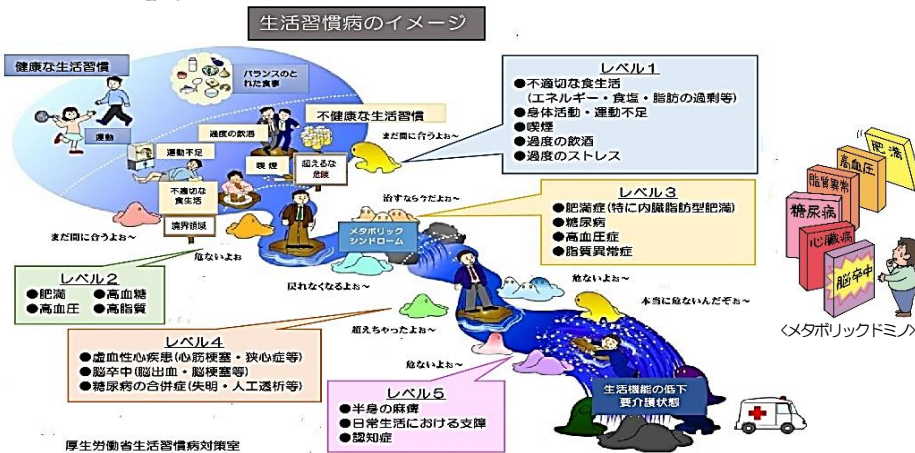 生活習慣病のイメージ
健康な生活習慣
バランスのと
れた食事
運動
不健康な生活習慣
過度の飲酒
まだ間に合うよぉ~
運動不足
喫煙
超えるな
危険
不適切な
食生活
境界領域
まだ間に合うよぉ~
危ないよぉ
治すなら今だよぉ~
メタボリック
シンドローム
戻れなくなるよぉ~
危ないよぉ~
本当に危ないんだぞぉ~
超えちゃったよぉ~
危ないよぉ~
生活機能の低下
要介護状態
レベル1
●不適切な食生活
(エネルギー・食塩・脂肪の過剰等)
●身体活動・運動不足
●喫煙
●過度の飲酒
●過度のストレス
レベル2
●肥満 ●高血糖
●高血圧 ●高脂質
レベル3
●肥満症(特に内臓脂肪型肥満)
●糖尿病
●高血圧症
●脂質異常症
レベル4
●虚血性心疾患(心筋梗塞・狭心症等)
●脳卒中(脳出血・脳梗塞等)
●糖尿病の合併症(失明・人工透析等)
レベル5
●半身の麻痺
●日常生活における支障
●認知症
肥満
高血圧
脂質異常
糖尿病
心臓病
脳卒中
<メタボリックドミノ>
厚生労働省生活習慣病対策室